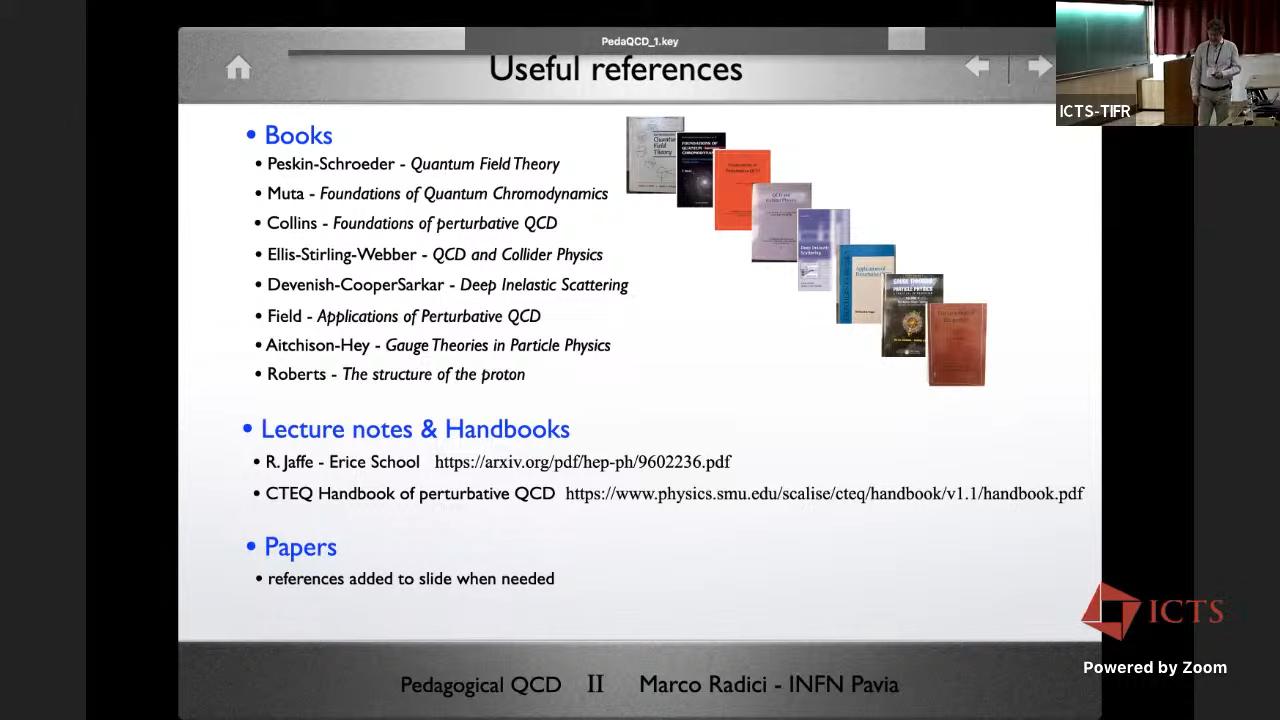 PedaQCD_1.key
Useful references
ICTS-TIFR
• Books
• Peskin-Schroeder - Quantum Field Theory
• Muta - Foundations of Quantum Chromodynamics
• Collins - Foundations of perturbative QCD
• Ellis-Stirling-Webber - QCD and Collider Physics
• Devenish-CooperSarkar - Deep Inelastic Scattering
• Field - Applications of Perturbative QCD
• Aitchison-Hey - Gauge Theories in Particle Physics
• Roberts - The structure of the proton
• Lecture notes & Handbooks
• R. Jaffe - Erice School https://arxiv.org/pdf/hep-ph/9602236.pdf
• CTEQ Handbook of perturbative QCD https://www.physics.smu.edu/scalise/cteq/handbook/v1.1/handbook.pdf
• Papers
• references added to slide when needed
ICTS
Powered by Zoom
Pedagogical QCD II Marco Radici - INFN Pavia